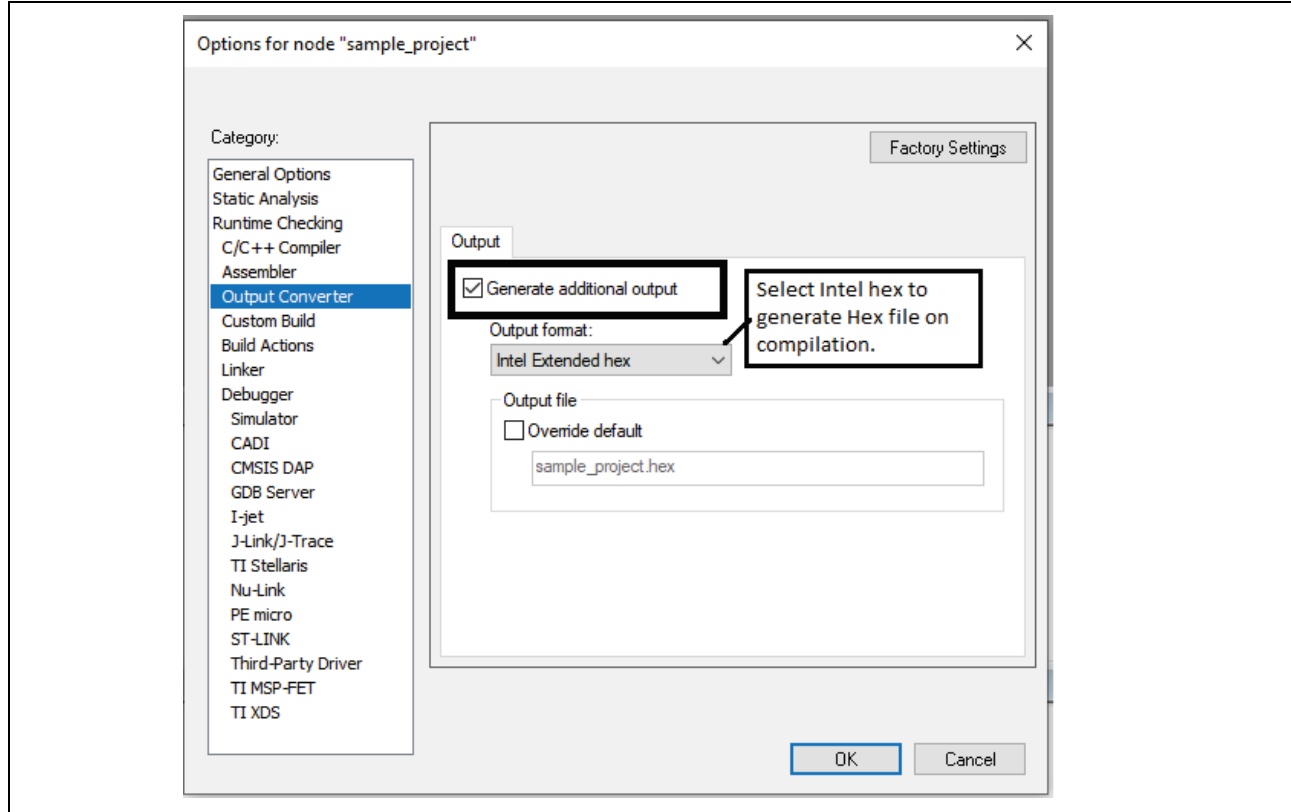 Options for node "sample_project"
Category:
General Options
Static Analysis
Runtime Checking
C/C++ Compiler
Assembler
Output Converter
Custom Build
Build Actions
Linker
Debugger
Simulator
CADI
CMSIS DAP
GDB Server
I-jet
J-Link/J-Trace
TI Stellaris
Nu-Link
PE micro
ST-LINK
Third-Party Driver
TI MSP-FET
TI XDS
Factory Settings
Output
Generate additional output
Output format:
Intel Extended hex
Select Intel hex to
generate Hex file on
compilation.
Output file
Override default
sample_project.hex
OK
Cancel